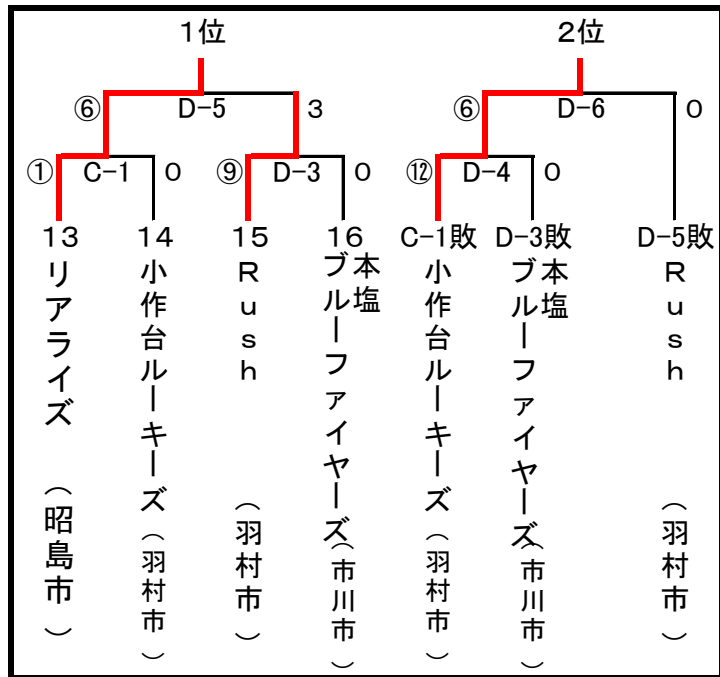 1位 2位
⑥ D-5 3 ⑥ D-6 0
① C-1 0 ⑨ D-3 0 ⑫ D-4 0
13 14 15 16 C-1敗 D-3敗 D-5敗
リアライズ (昭島市)
小作台ルーキーズ (羽村市)
Rush (羽村市)
本塩
ブルーファイヤーズ (市川市)
小作台ルーキーズ (羽村市)
本塩
ブルーファイヤーズ (市川市)
Rush (羽村市)